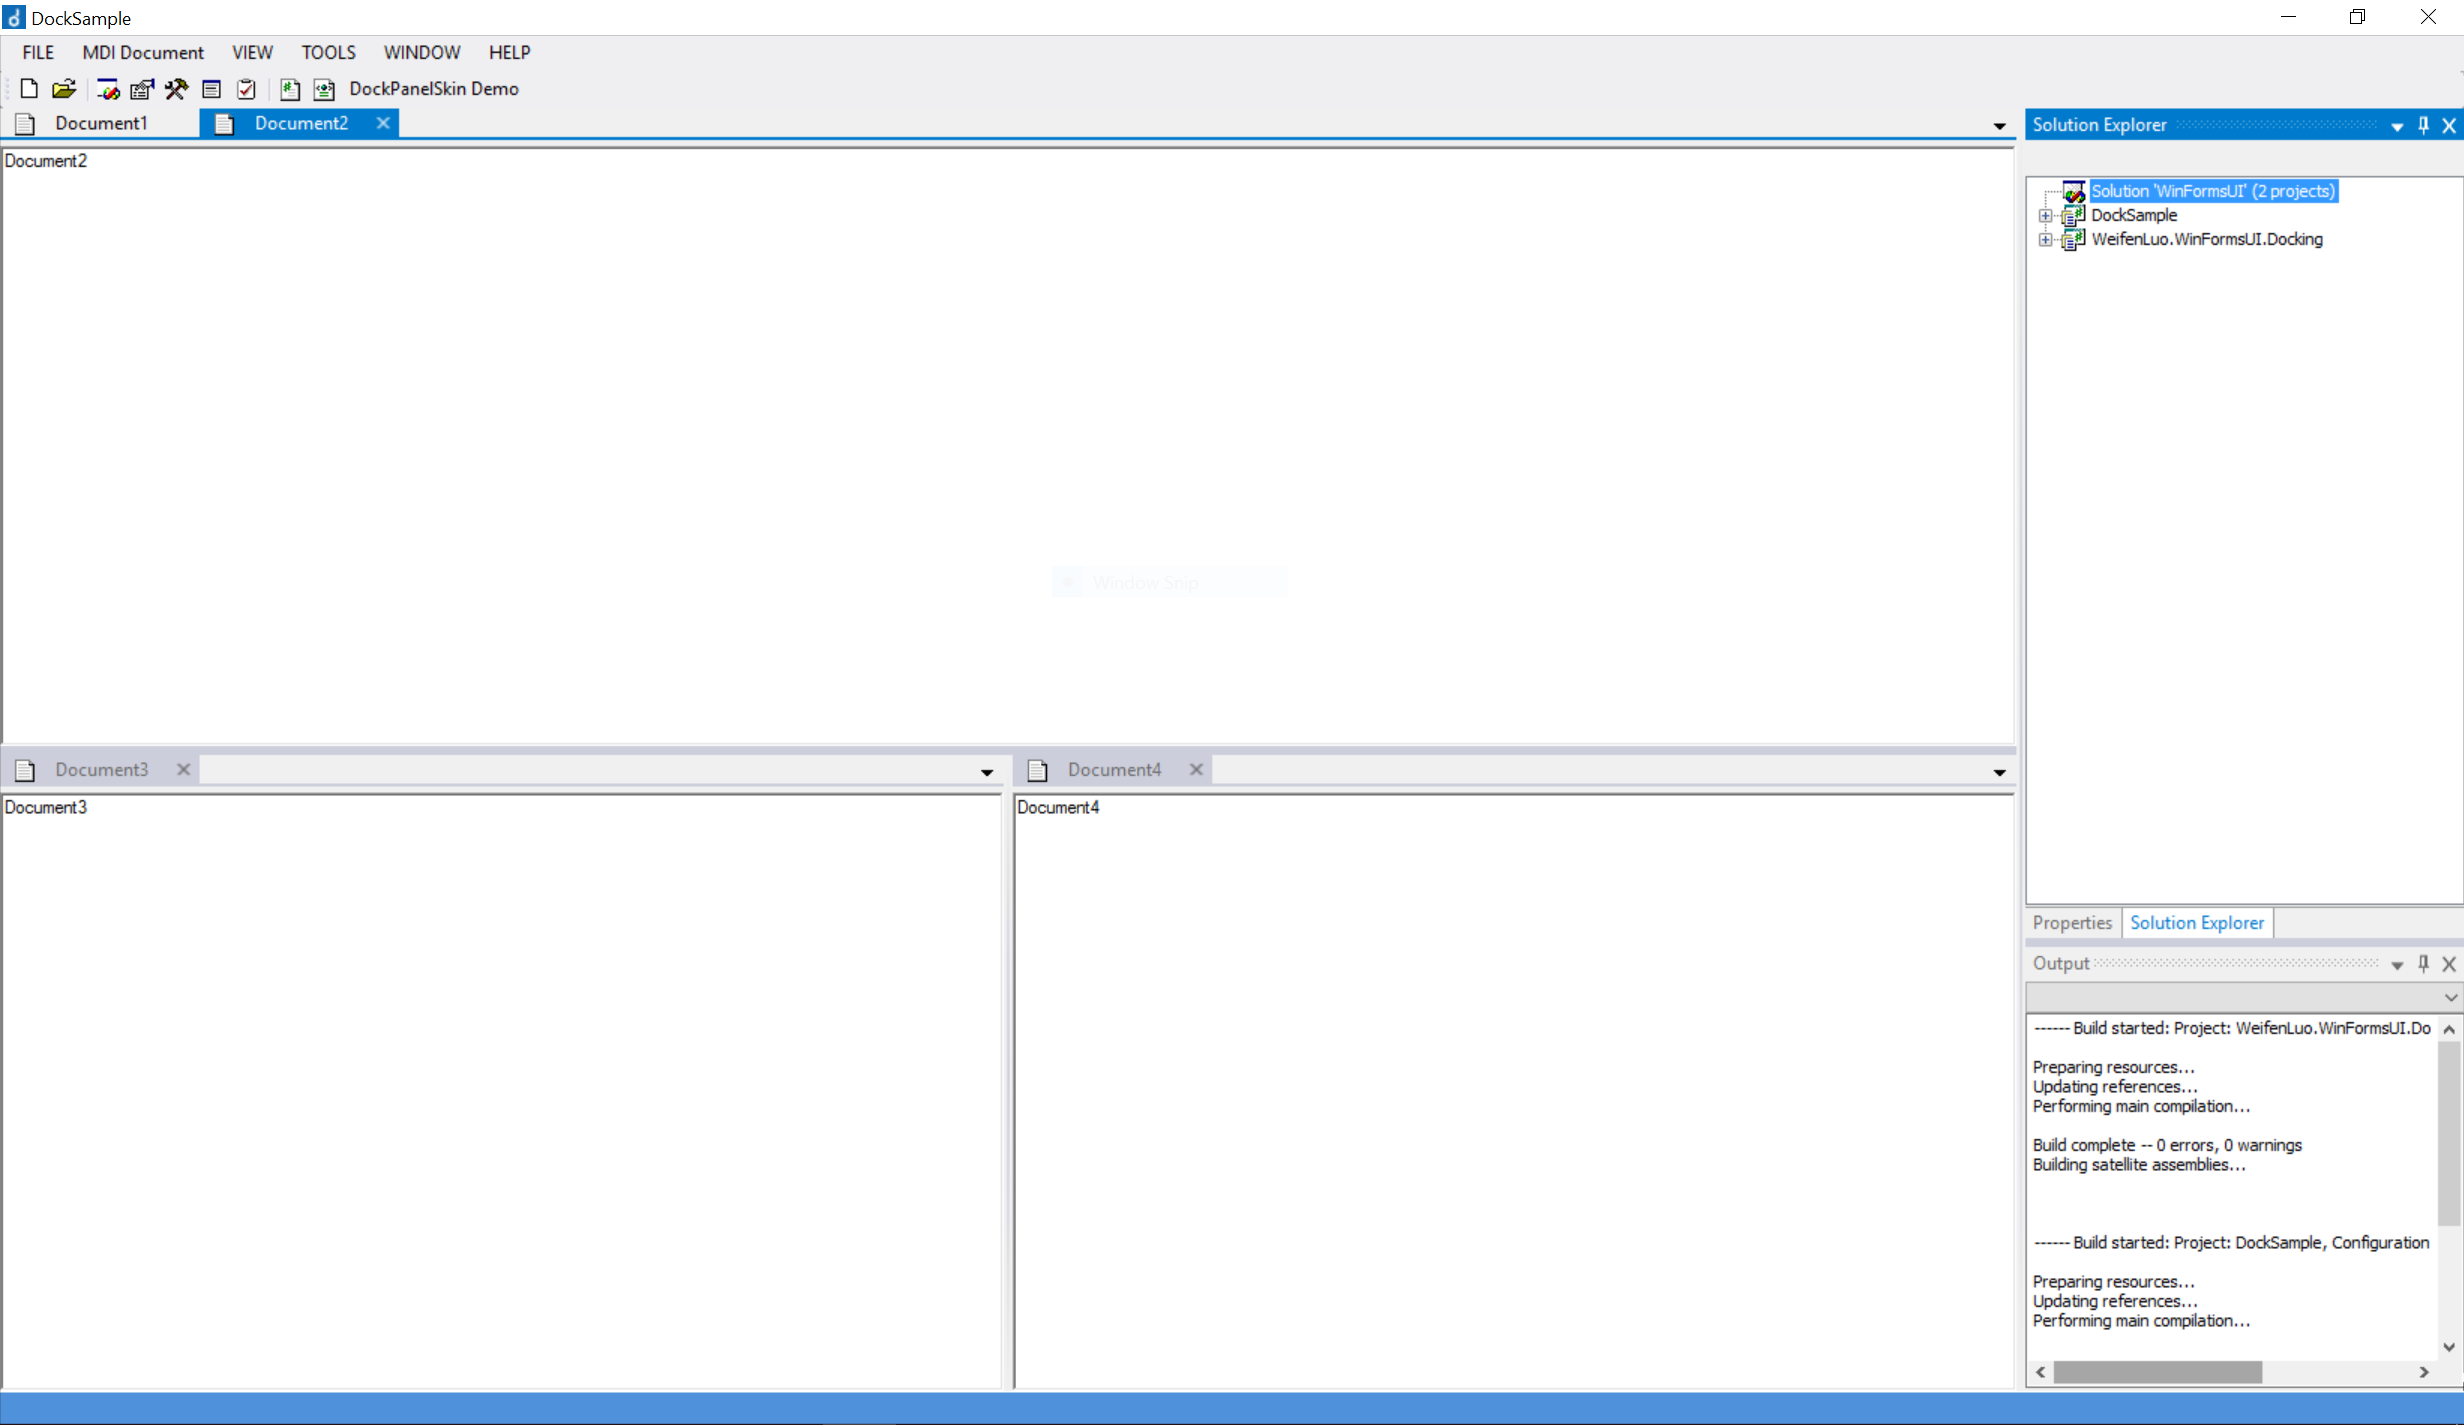 DockSample
FILE MDI Document VIEW TOOLS WINDOW HELP
DockPanelSkin Demo
Document1 Document2
Document2
Window Snip
Document3
Document3
Document4
Document4
Solution Explorer
Solution 'WinFormsUI' (2 projects)
DockSample
WeifenLuo.WinFormsUI.Docking
Properties Solution Explorer
Output
------ Build started: Project: WeifenLuo.WinFormsUI.Do
Preparing resources...
Updating references...
Performing main compilation...
Build complete -- 0 errors, 0 warnings
Building satellite assemblies...
------ Build started: Project: DockSample, Configuration
Preparing resources...
Updating references...
Performing main compilation...